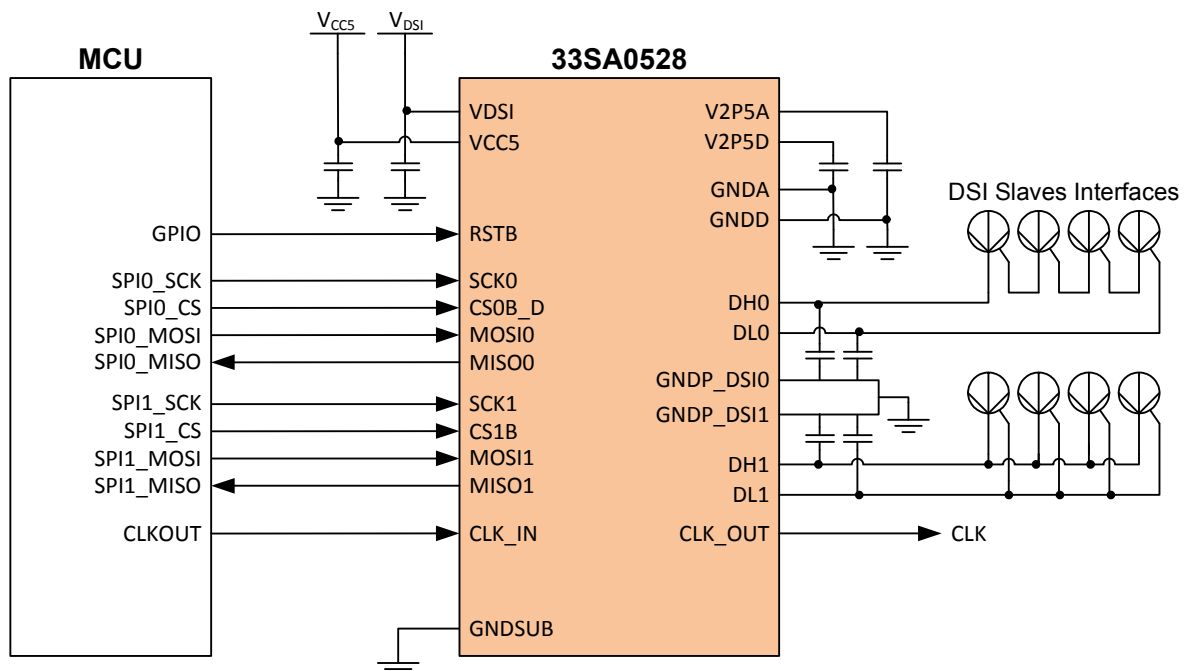 VCC5 VDSI
MCU
33SA0528
VDSI
VCC5
V2P5A
V2P5D
GNDA
GNDD
DSI Slaves Interfaces
GPIO
RSTB
SPI0_SCK
SCK0
SPI0_CS
CS0B_D
SPI0_MOSI
MOSI0
SPI0_MISO
MISO0
DH0
DL0
GNDP_DSI0
GNDP_DSI1
SPI1_SCK
SCK1
SPI1_CS
CS1B
SPI1_MOSI
MOSI1
SPI1_MISO
MISO1
DH1
DL1
CLKOUT
CLK_IN
CLK_OUT
CLK
GNDSUB